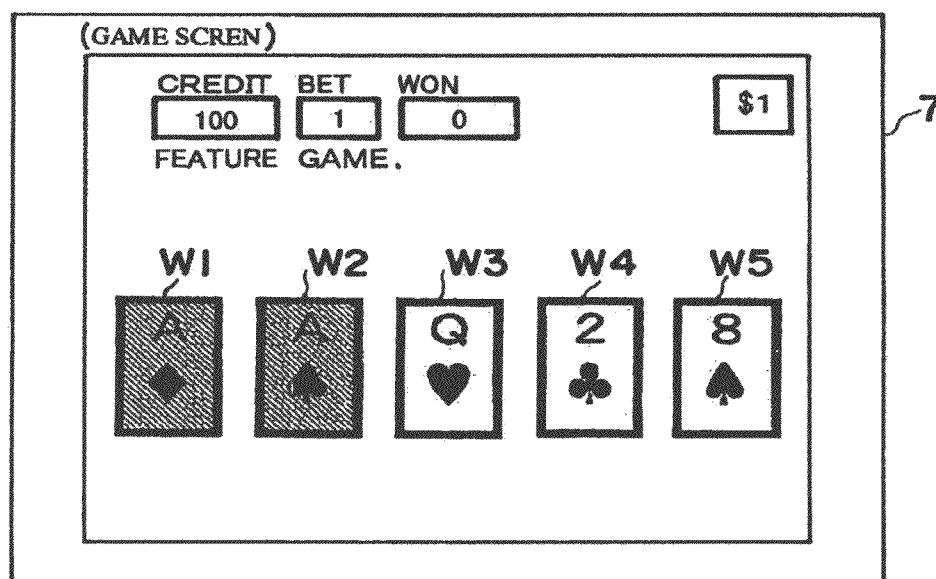 (GAME SCREN)
CREDIT BET WON
100 1 0 $1
7
FEATURE GAME.
W1 W2 W3 W4 W5
A A Q 2 8